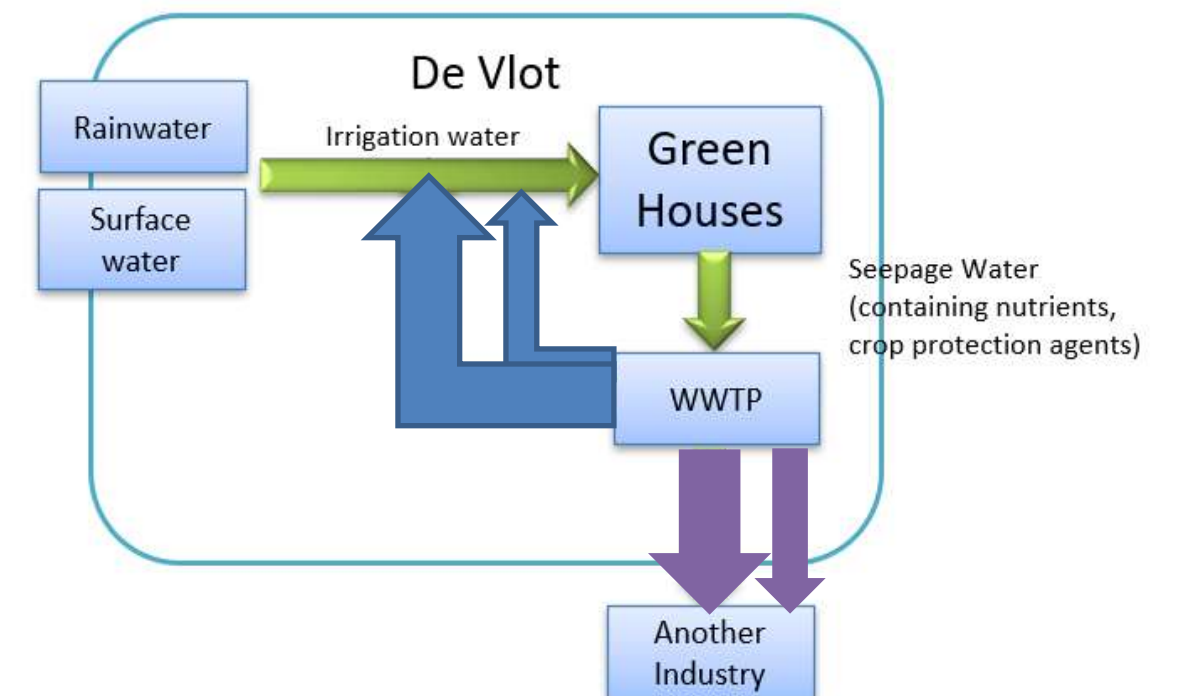 De Vlot
Rainwater
Irrigation water
Green
Houses
Surface
water
Seepage Water
(containing nutrients,
crop protection agents)
WWTP
Another
Industry